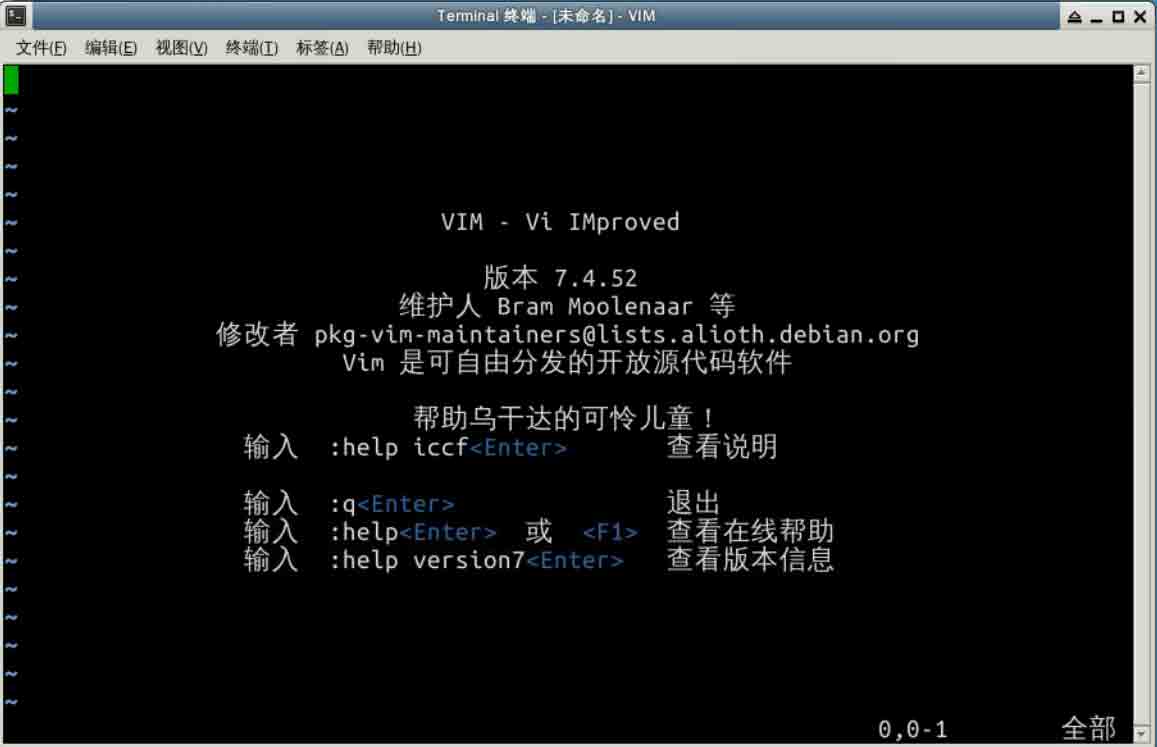 Terminal 终端 - [未命名] - VIM
文件(F) 编辑(E) 视图(V) 终端(T) 标签(A) 帮助(H)
~
~
~
~
~ VIM - Vi IMproved
~
~ 版本 7.4.52
~ 维护人 Bram Moolenaar 等
~ 修改者 pkg-vim-maintainers@lists.alioth.debian.org
~ Vim 是可自由分发的开放源代码软件
~
~ 帮助乌干达的可怜儿童！
~ 输入 :help iccf<Enter> 查看说明
~
~ 输入 :q<Enter> 退出
~ 输入 :help<Enter> 或 <F1> 查看在线帮助
~ 输入 :help version7<Enter> 查看版本信息
~
~
~
~
~
0,0-1 全部